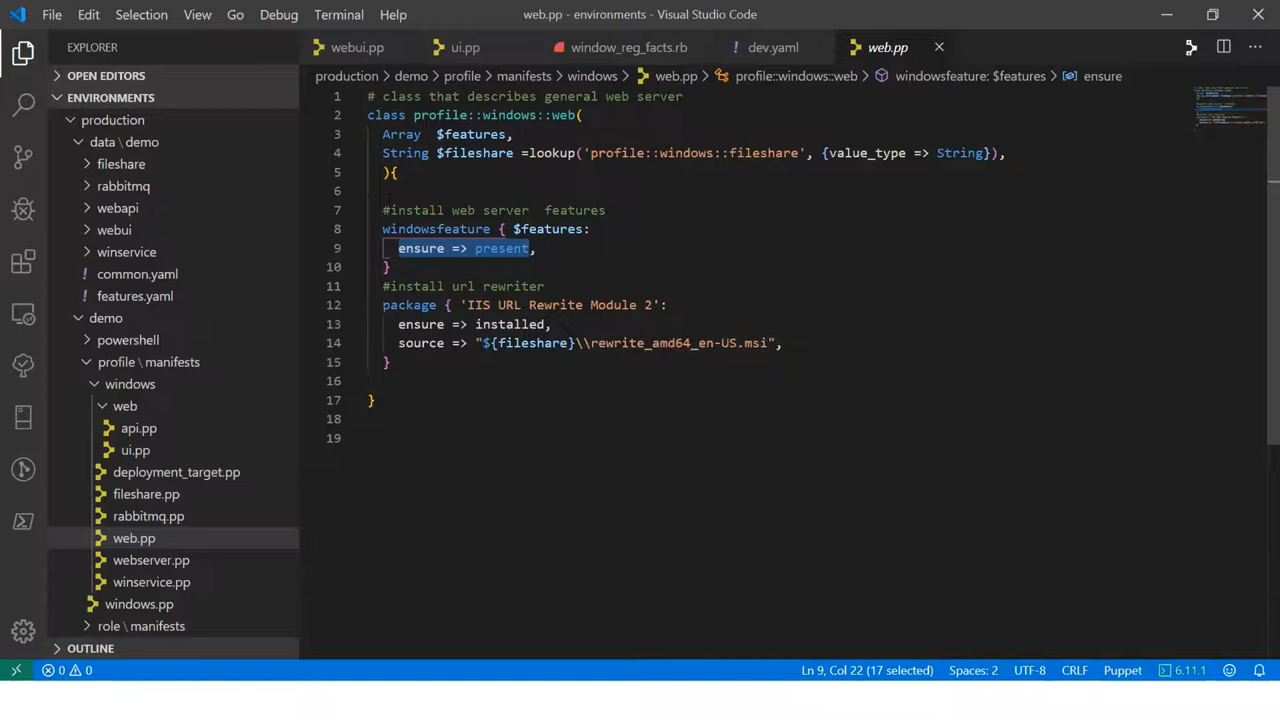 File Edit Selection View Go Debug Terminal Help
web.pp - environments - Visual Studio Code
EXPLORER
webui.pp
ui.pp
window_reg_facts.rb
dev.yaml
web.pp
OPEN EDITORS
ENVIRONMENTS
production
data \ demo
fileshare
rabbitmq
webapi
webui
winservice
common.yaml
features.yaml
demo
powershell
profile \ manifests
windows
web
api.pp
ui.pp
deployment_target.pp
fileshare.pp
rabbitmq.pp
web.pp
webserver.pp
winservice.pp
windows.pp
role \ manifests
OUTLINE
production > demo > profile > manifests > windows > web.pp > profile::windows::web > windowsfeature: $features > ensure
1 # class that describes general web server
2 class profile::windows::web(
3 Array $features,
4 String $fileshare =lookup('profile::windows::fileshare', {value_type => String}),
5 ){
6
7 #install web server features
8 windowsfeature { $features:
9 ensure => present,
10 }
11 #install url rewriter
12 package { 'IIS URL Rewrite Module 2':
13 ensure => installed,
14 source => "${fileshare}\\rewrite_amd64_en-US.msi",
15 }
16
17 }
18
19
0 0
Ln 9, Col 22 (17 selected) Spaces: 2 UTF-8 CRLF Puppet 6.11.1